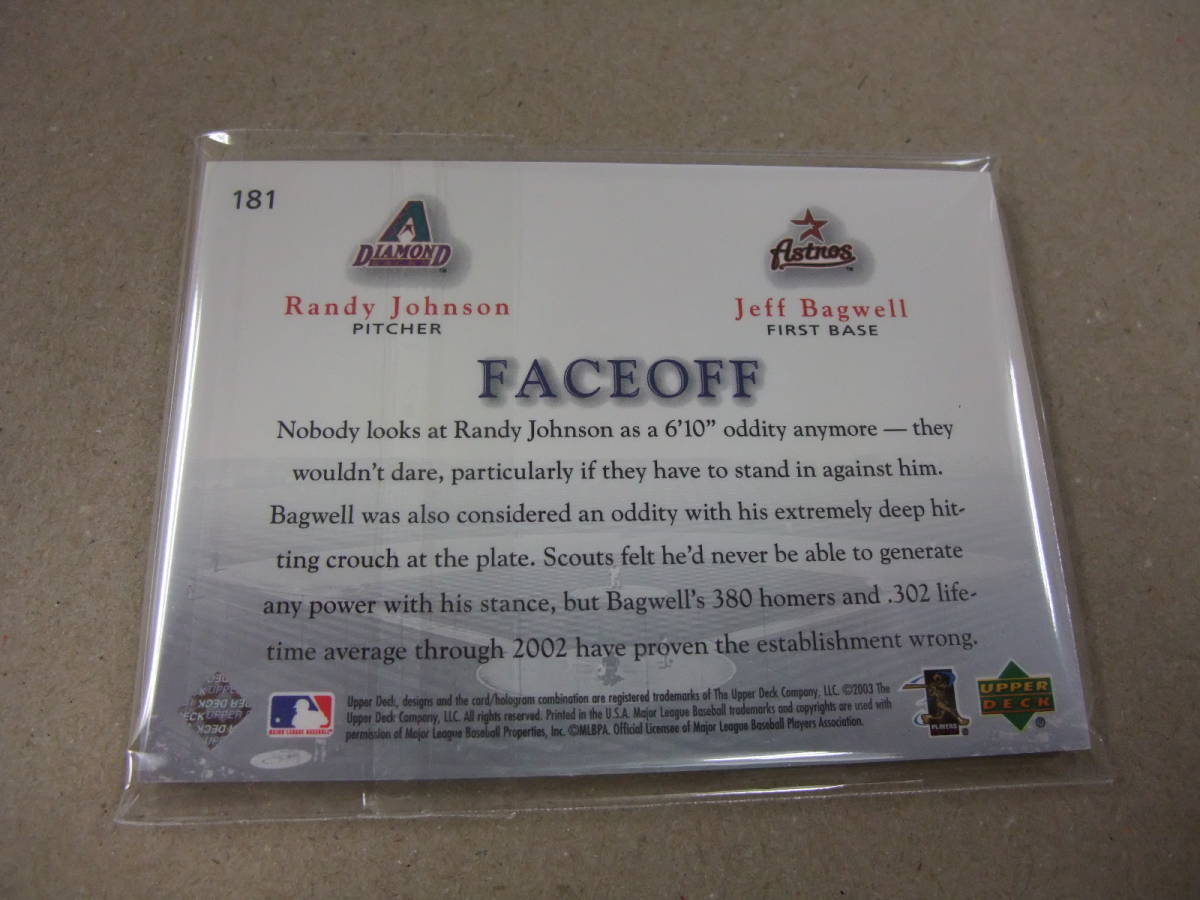 181
DIAMOND
Astros
Randy Johnson
Jeff Bagwell
PITCHER
FIRST BASE
FACEOFF
Nobody looks at Randy Johnson as a 6'10" oddity anymore — they
wouldn't dare, particularly if they have to stand in against him.
Bagwell was also considered an oddity with his extremely deep hit-
ting crouch at the plate. Scouts felt he'd never be able to generate
any power with his stance, but Bagwell's 380 homers and .302 life-
time average through 2002 have proven the establishment wrong.
MAJOR LEAGUE BASEBALL
Upper Deck, designs and the card/hologram combination are registered trademarks of The Upper Deck Company, LLC. ©2003 The
Upper Deck Company, LLC. All rights reserved. Printed in the U.S.A. Major League Baseball trademarks and copyrights are used with
permission of Major League Baseball Properties, Inc. ©MLBPA. Official Licensee of Major League Baseball Players Association.
PLAYERS
UPPER
DECK